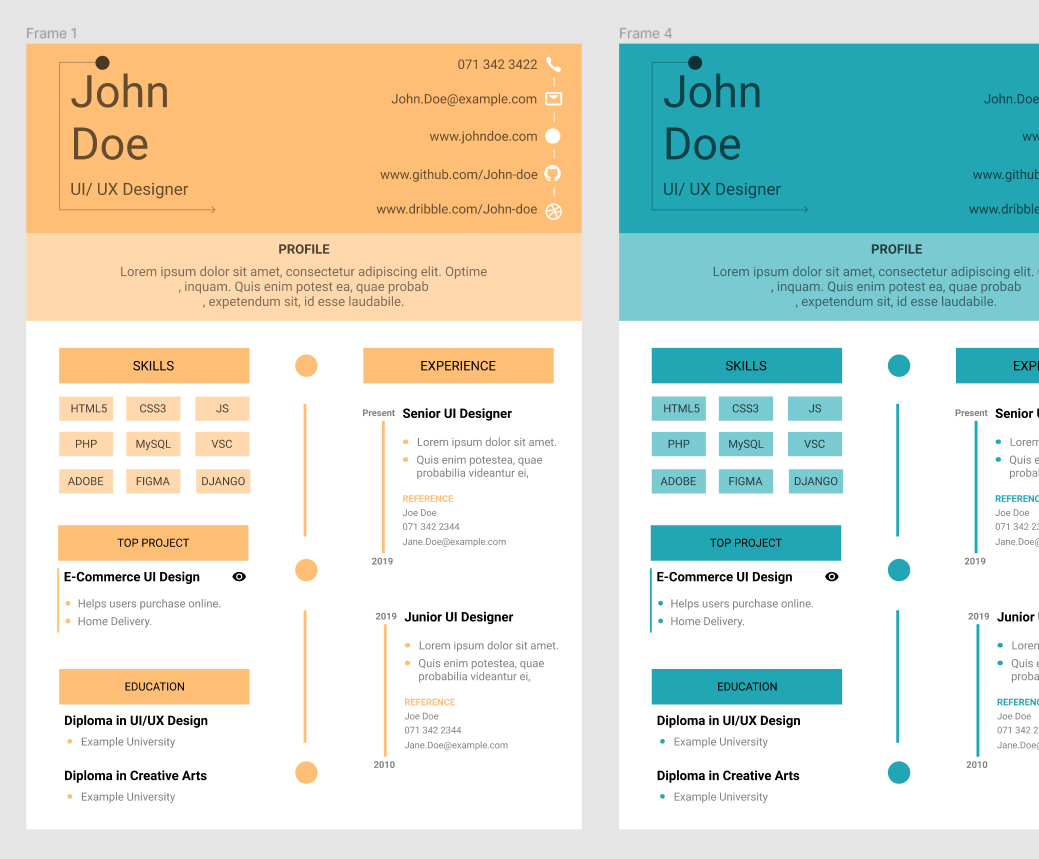 Frame 1
John
Doe
UI/ UX Designer
071 342 3422
John.Doe@example.com
www.johndoe.com
www.github.com/John-doe
www.dribble.com/John-doe
PROFILE
Lorem ipsum dolor sit amet, consectetur adipiscing elit. Optime
, inquam. Quis enim potest ea, quae probab
, expetendum sit, id esse laudabile.
SKILLS
HTML5 CSS3 JS
PHP MySQL VSC
ADOBE FIGMA DJANGO
TOP PROJECT
E-Commerce UI Design
Helps users purchase online.
Home Delivery.
EDUCATION
Diploma in UI/UX Design
Example University
Diploma in Creative Arts
Example University
EXPERIENCE
Present Senior UI Designer
Lorem ipsum dolor sit amet.
Quis enim potestea, quae
probabilia videantur ei,
REFERENCE
Joe Doe
071 342 2344
Jane.Doe@example.com
2019
2019 Junior UI Designer
Lorem ipsum dolor sit amet.
Quis enim potestea, quae
probabilia videantur ei,
REFERENCE
Joe Doe
071 342 2344
Jane.Doe@example.com
2010
Frame 4
John
Doe
UI/ UX Designer
John.Doe
ww
www.github
www.dribble
PROFILE
Lorem ipsum dolor sit amet, consectetur adipiscing elit.
, inquam. Quis enim potest ea, quae probab
, expetendum sit, id esse laudabile.
SKILLS
HTML5 CSS3 JS
PHP MySQL VSC
ADOBE FIGMA DJANGO
TOP PROJECT
E-Commerce UI Design
Helps users purchase online.
Home Delivery.
EDUCATION
Diploma in UI/UX Design
Example University
Diploma in Creative Arts
Example University
EXP
Present Senior
Lorem
Quis e
proba
REFEREN
Joe Doe
071 342 2
Jane.Doe
2019
2019 Junior
Lorem
Quis e
proba
REFEREN
Joe Doe
071 342 2
Jane.Doe
2010